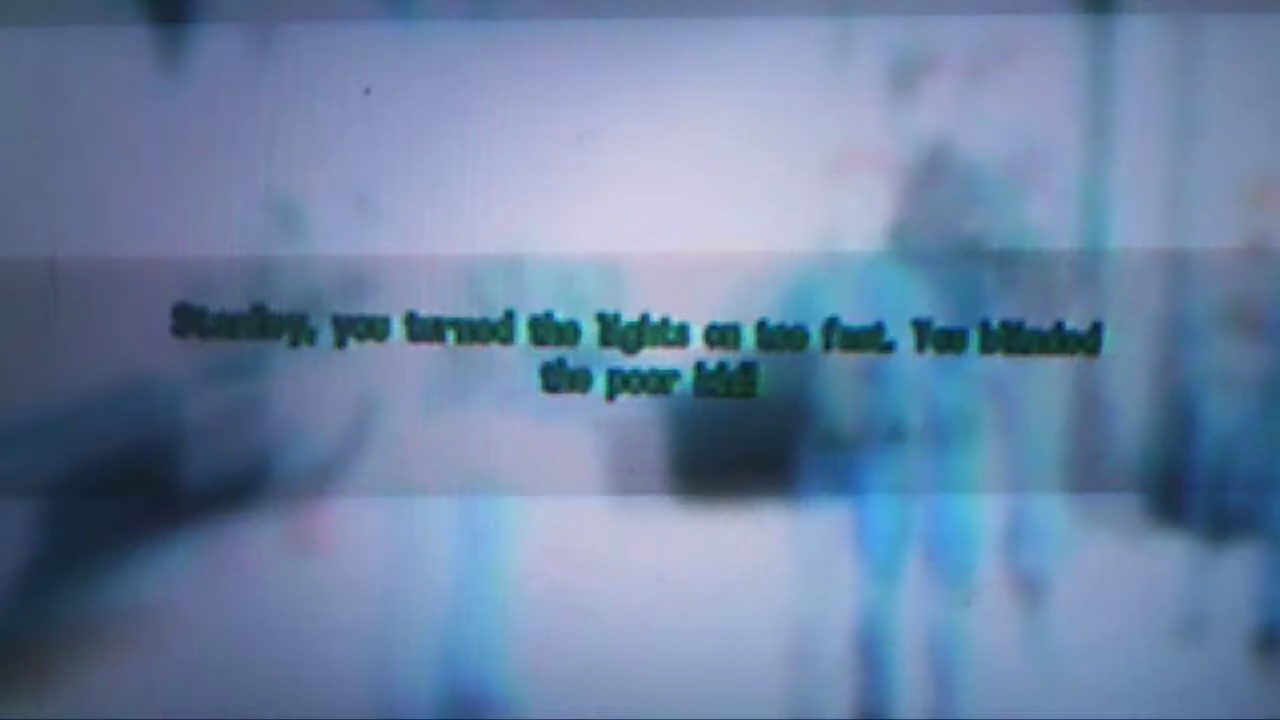 Stanley, you turned the lights on too fast. You blinded
the poor kid!